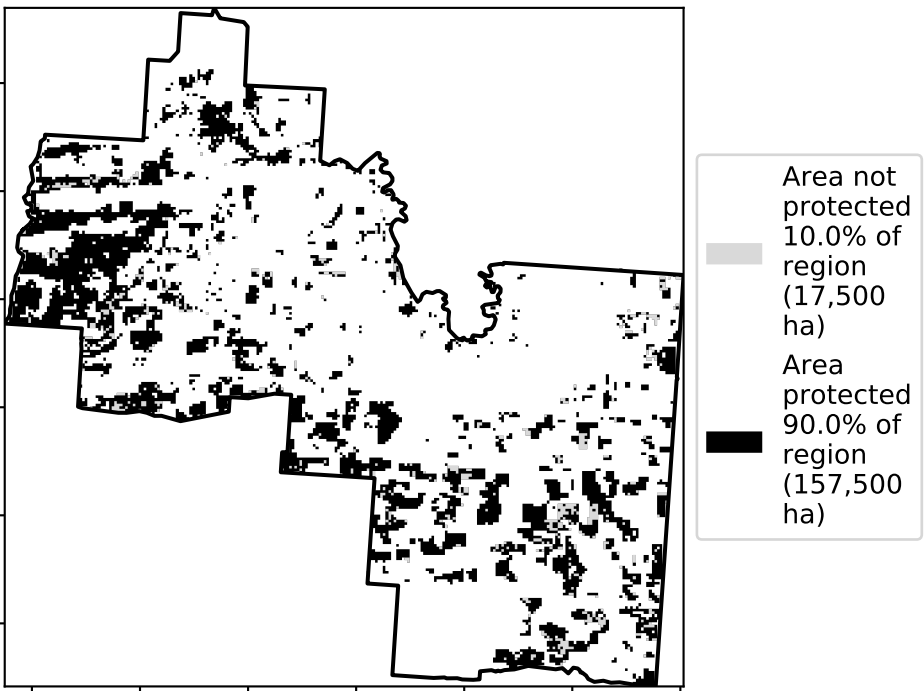 Area not
protected
10.0% of
region
(17,500
ha)
Area
protected
90.0% of
region
(157,500
ha)